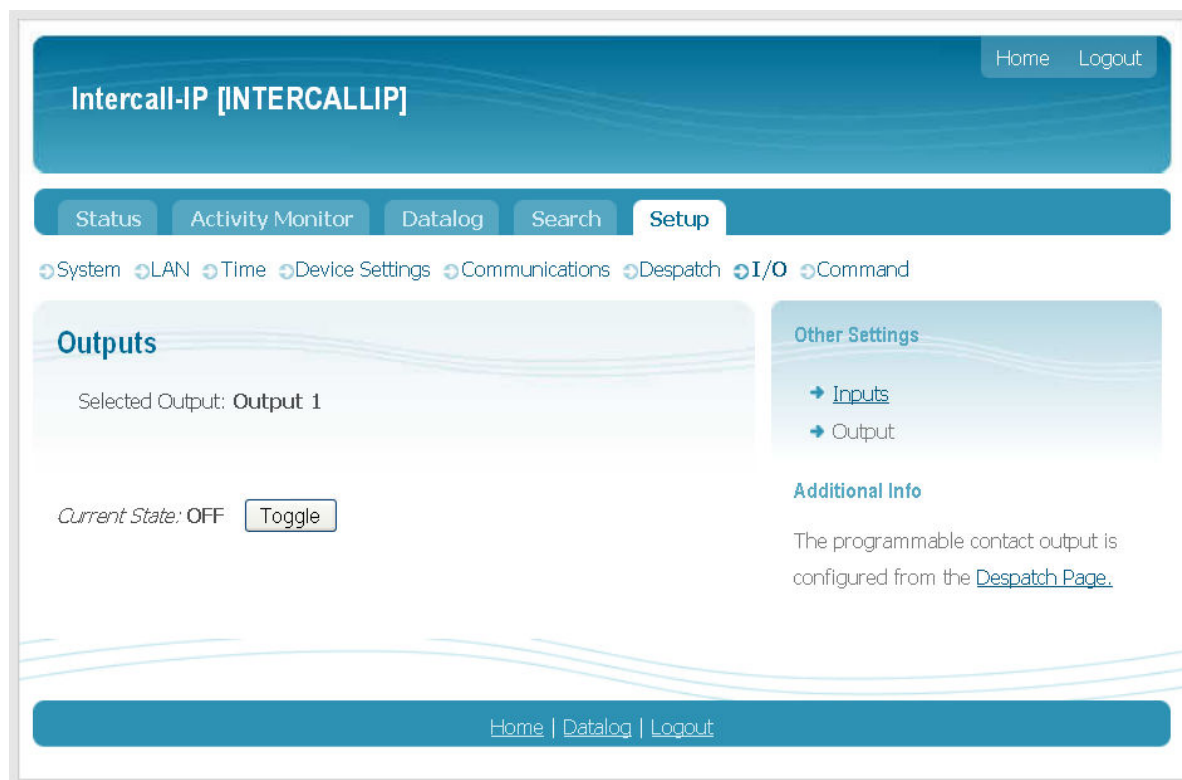 Home Logout
Intercall-IP [INTERCALLIP]
Status Activity Monitor Datalog Search Setup
System LAN Time Device Settings Communications Despatch I/O Command
Outputs
Selected Output: Output 1
Current State: OFF Toggle
Other Settings
Inputs
Output
Additional Info
The programmable contact output is
configured from the Despatch Page.
Home | Datalog | Logout